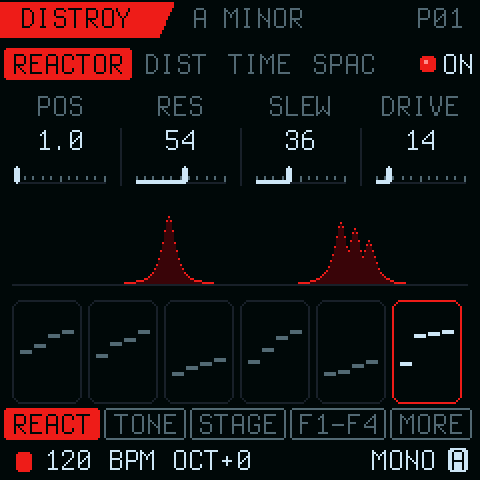 DISTROY A MINOR P01
REACTOR DIST TIME SPAC ON
POS RES SLEW DRIVE
1.0 54 36 14
REACT TONE STAGE F1-F4 MORE
120 BPM OCT+0 MONO A